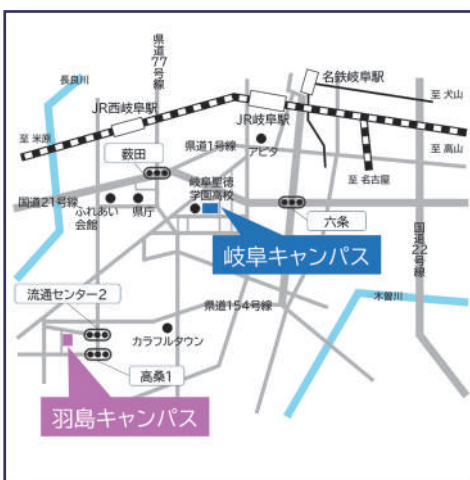 県道77号線
長良川
名鉄岐阜駅
至 犬山
JR西岐阜駅
JR岐阜駅
至 米原
県道1号線
アピタ
至 高山
薮田
至 名古屋
国道21号線
ふれあい
会館
県庁
岐阜聖徳
学園高校
六条
岐阜キャンパス
国道22号線
流通センター2
県道154号線
木曽川
カラフルタウン
高桑1
羽島キャンパス